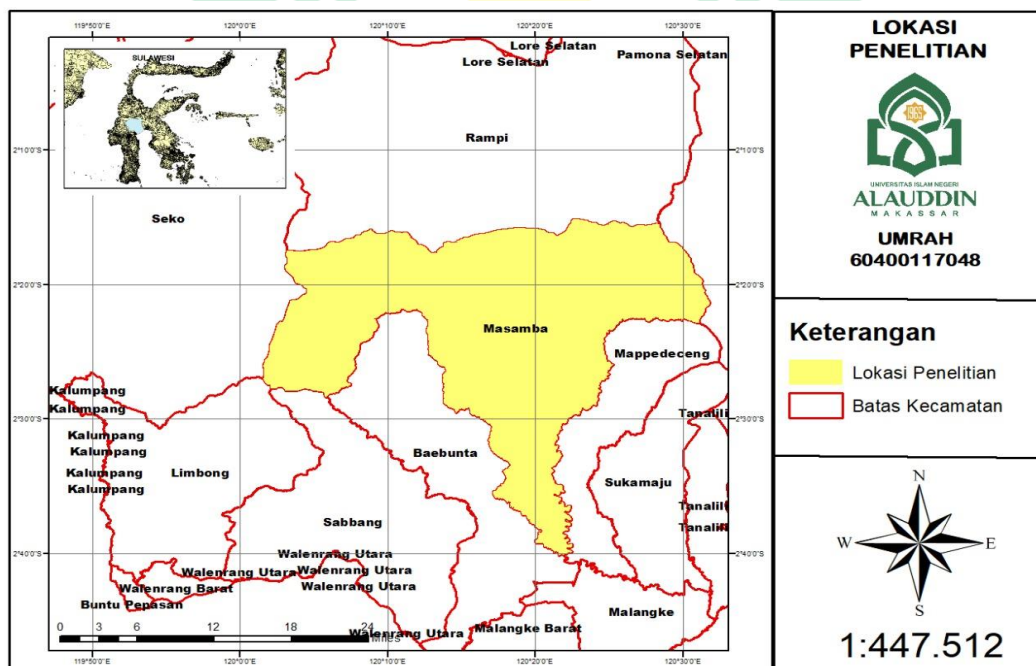 119°50'0"E
120°0'0"E
120°10'0"E
120°20'0"E
120°30'0"E
SULAWESI
Lore Selatan
Lore Selatan
Pamona Selatan
Rampi
2°10'0"S
2°10'0"S
Seko
2°20'0"S
2°20'0"S
Masamba
Mappedeceng
Kalumpang
Kalumpang
Tanalili
2°30'0"S
2°30'0"S
Kalumpang
Kalumpang
Baebunta
Kalumpang
Limbong
Sukamaju
Kalumpang
Tanalili
Sabbang
Tanalili
2°40'0"S
2°40'0"S
Walenrang Utara
Walenrang Utara
Walenrang Utara
Walenrang Barat
Walenrang Utara
Buntu Pepasan
Malangke
Malangke Barat
Walenrang Utara
0 1,5 3 6 12 18 24
Miles
119°50'0"E
120°0'0"E
120°10'0"E
120°20'0"E
120°30'0"E
LOKASI
PENELITIAN
UNIVERSITAS ISLAM NEGERI
ALAUDDIN
MAKASSAR
UMRAH
60400117048
Keterangan
Lokasi Penelitian
Batas Kecamatan
N
W E
S
1:447.512